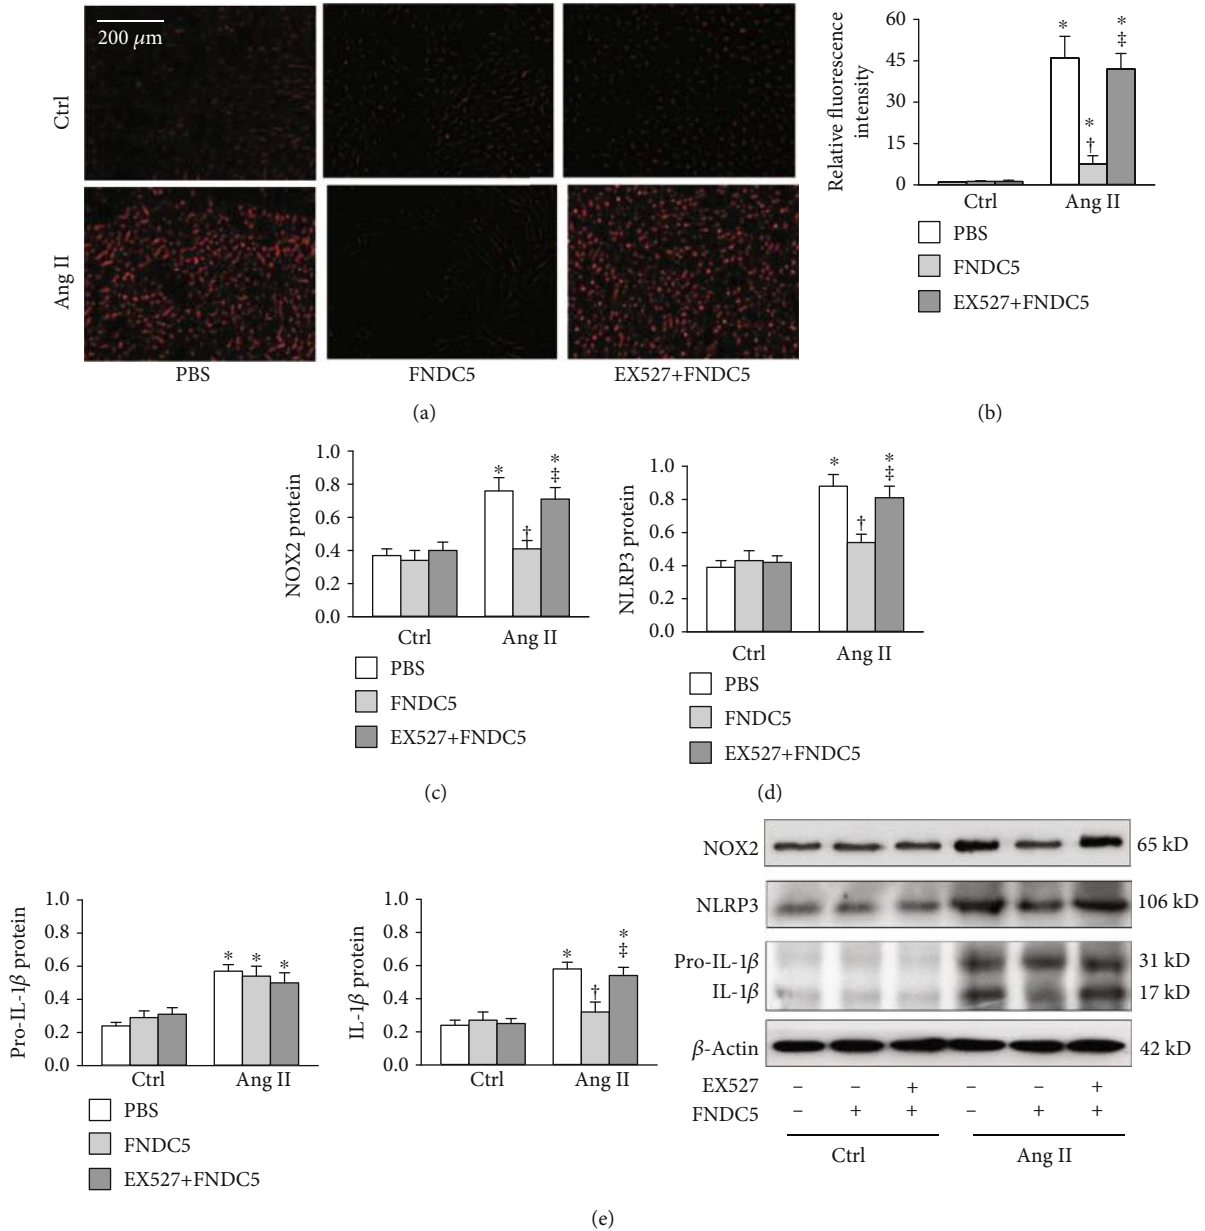 200 μm
Ctrl
Ang II
PBS
FNDC5
EX527+FNDC5
(a)
Relative fluorescence
intensity
60
45
30
15
0
*
*
†
*
‡
Ctrl
Ang II
PBS
FNDC5
EX527+FNDC5
(b)
NOX2 protein
1.0
0.8
0.6
0.4
0.2
0.0
*
†
*
‡
Ctrl
Ang II
PBS
FNDC5
EX527+FNDC5
(c)
NLRP3 protein
1.0
0.8
0.6
0.4
0.2
0.0
*
†
*
‡
Ctrl
Ang II
PBS
FNDC5
EX527+FNDC5
(d)
Pro-IL-1β protein
1.0
0.8
0.6
0.4
0.2
0.0
*
*
*
Ctrl
Ang II
PBS
FNDC5
EX527+FNDC5
IL-1β protein
1.0
0.8
0.6
0.4
0.2
0.0
*
†
*
‡
Ctrl
Ang II
NOX2 65 kD
NLRP3 106 kD
Pro-IL-1β 31 kD
IL-1β 17 kD
β-Actin 42 kD
EX527 – – + – – +
FNDC5 – + + – + +
Ctrl Ang II
(e)